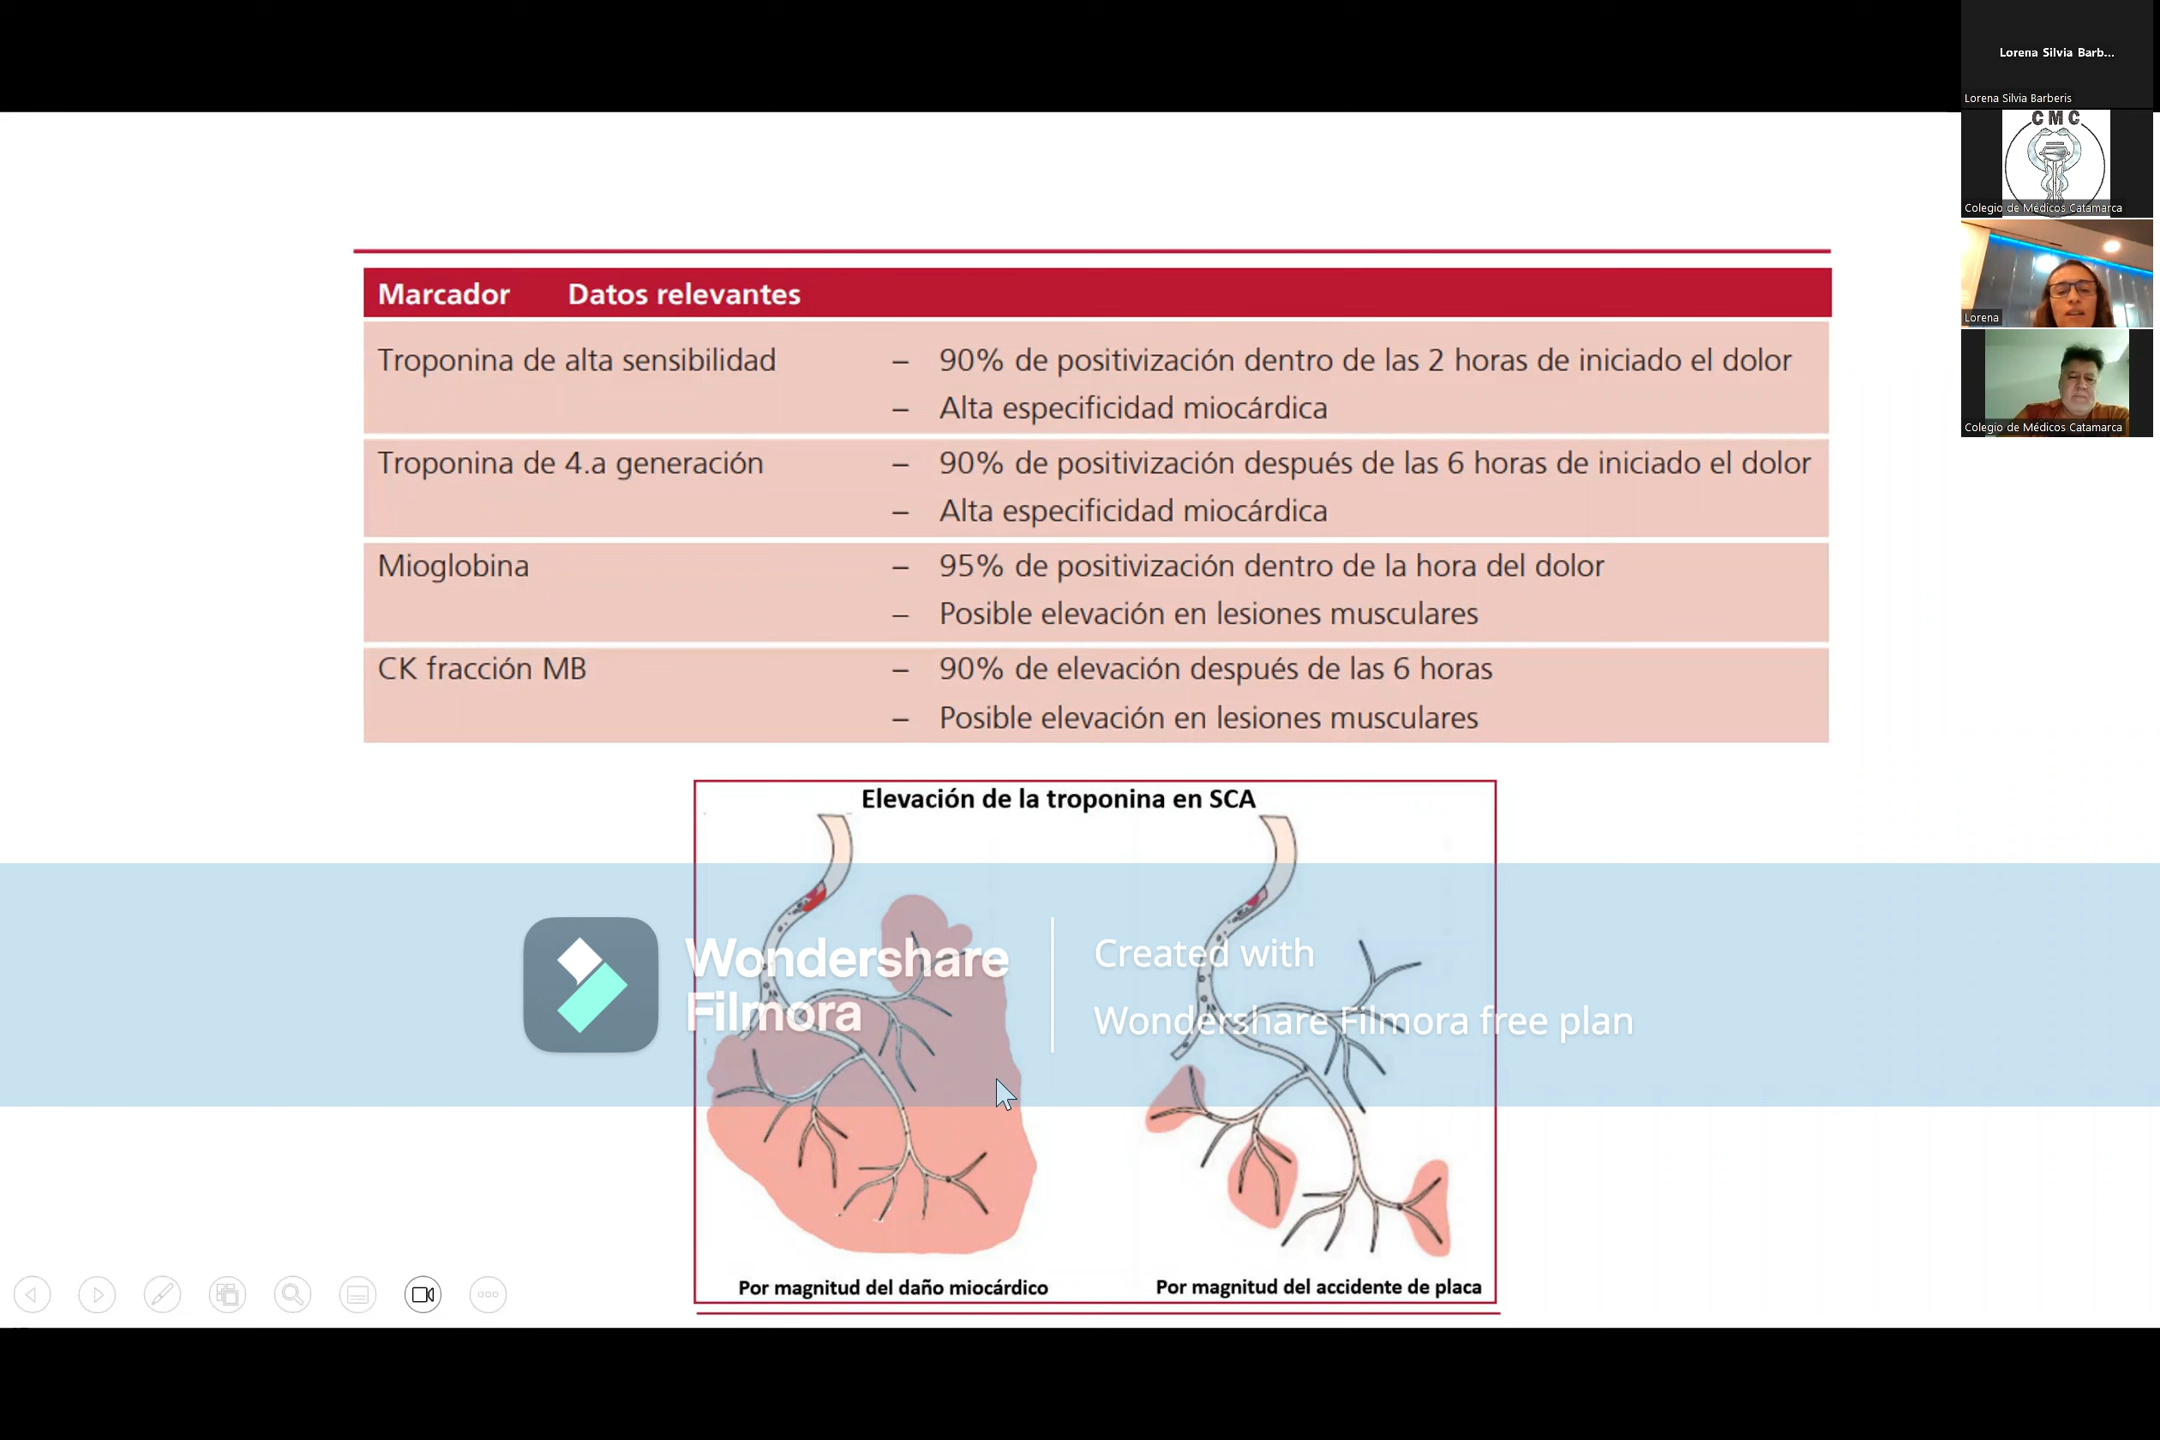 Lorena Silvia Barb...
Lorena Silvia Barberis
CMC
Colegio de Médicos Catamarca
Lorena
Colegio de Médicos Catamarca
Marcador Datos relevantes
Troponina de alta sensibilidad – 90% de positivización dentro de las 2 horas de iniciado el dolor
– Alta especificidad miocárdica
Troponina de 4.a generación – 90% de positivización después de las 6 horas de iniciado el dolor
– Alta especificidad miocárdica
Mioglobina – 95% de positivización dentro de la hora del dolor
– Posible elevación en lesiones musculares
CK fracción MB – 90% de elevación después de las 6 horas
– Posible elevación en lesiones musculares
Elevación de la troponina en SCA
Wondershare
Filmora
Created with
Wondershare Filmora free plan
Por magnitud del daño miocárdico
Por magnitud del accidente de placa